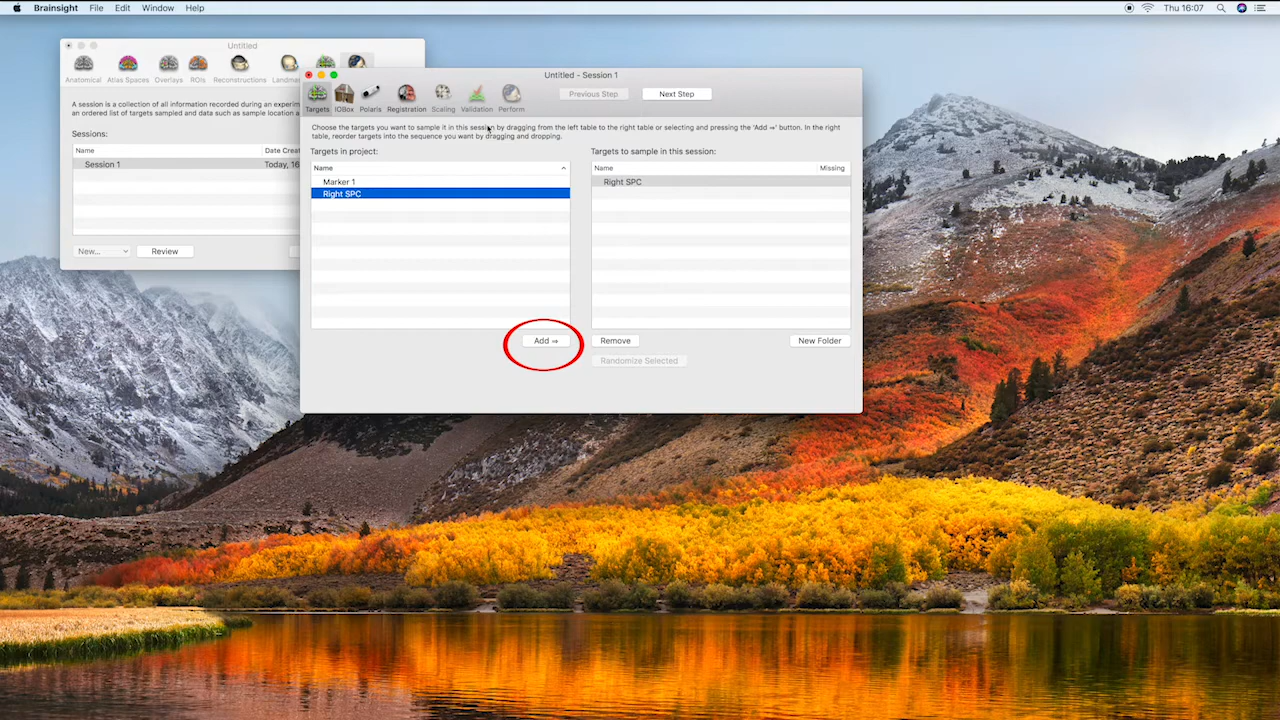 Brainsight File Edit Window Help
Thu 16:07
Untitled
Anatomical Atlas Spaces Overlays ROIs Reconstructions Landma
A session is a collection of all information recorded during an experim
an ordered list of targets sampled and data such as sample location a
Sessions:
Name Date Creat
Session 1 Today, 16
New... Review
Untitled - Session 1
Previous Step Next Step
Targets IOBox Polaris Registration Scaling Validation Perform
Choose the targets you want to sample it in this session by dragging from the left table to the right table or selecting and pressing the 'Add ⇒' button. In the right
table, reorder targets into the sequence you want by dragging and dropping.
Targets in project:
Name
Marker 1
Right SPC
Add ⇒
Targets to sample in this session:
Name Missing
Right SPC
Remove New Folder
Randomize Selected